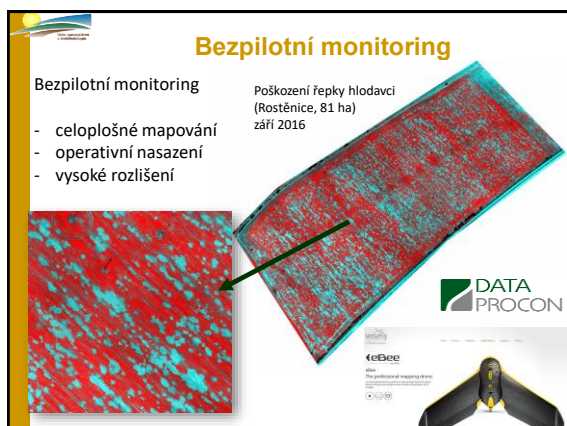 Bezpilotní monitoring
Bezpilotní monitoring
- celoplošné mapování
- operativní nasazení
- vysoké rozlišení
Poškození řepky hlodavci
(Rostěnice, 81 ha)
září 2016
DATA
PROCON
eBee
eBee
The professional mapping drone